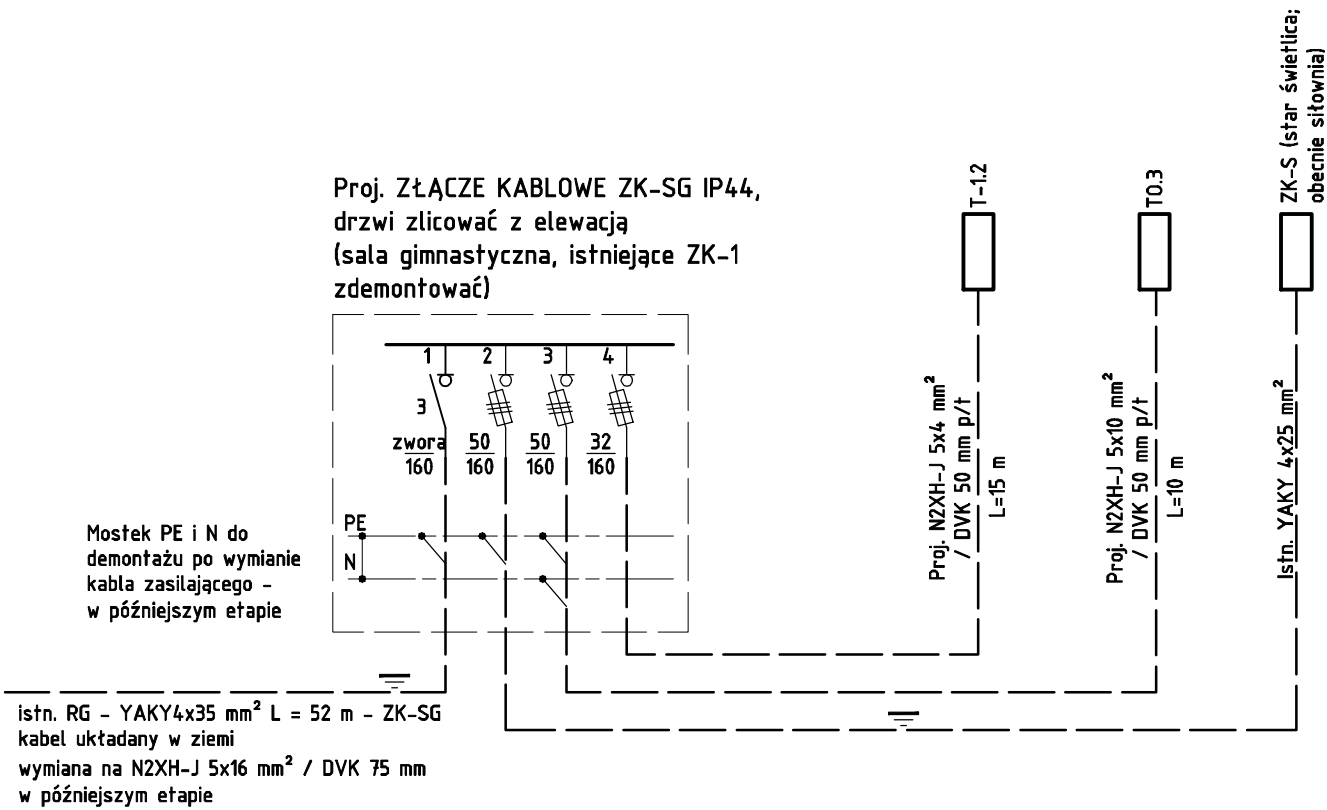 ZK-S (star świetlica;
obecnie siłownia)
T-1.2
T0.3
Proj. ZŁĄCZE KABLOWE ZK-SG IP44,
drzwi zlicować z elewacją
(sala gimnastyczna, istniejące ZK-1
zdemontować)
1 2 3 4
3
zwora 50 50 32
160 160 160 160
Proj. N2XH-J 5x4 mm²
/ DVK 50 mm p/t
L=15 m
Proj. N2XH-J 5x10 mm²
/ DVK 50 mm p/t
L=10 m
Istn. YAKY 4x25 mm²
PE
N
Mostek PE i N do
demontażu po wymianie
kabla zasilającego -
w późniejszym etapie
istn. RG - YAKY4x35 mm² L = 52 m - ZK-SG
kabel układany w ziemi
wymiana na N2XH-J 5x16 mm² / DVK 75 mm
w późniejszym etapie